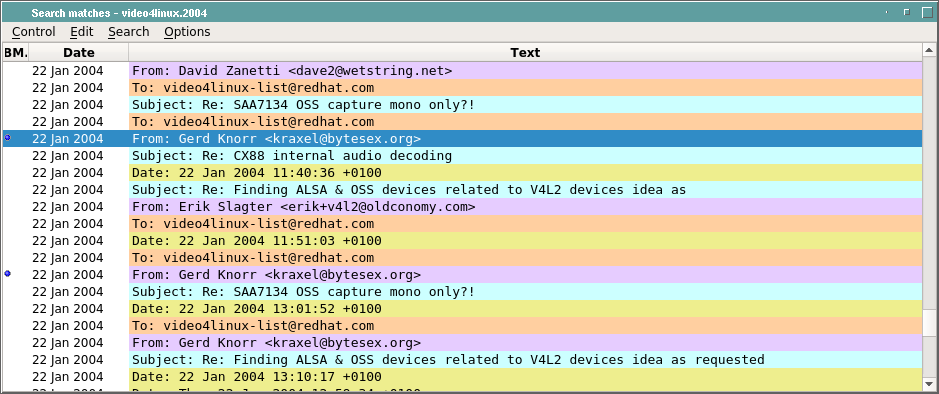 Search matches - video4linux.2004
Control Edit Search Options
BM. Date Text
22 Jan 2004 From: David Zanetti <dave2@wetstring.net>
22 Jan 2004 To: video4linux-list@redhat.com
22 Jan 2004 Subject: Re: SAA7134 OSS capture mono only?!
22 Jan 2004 To: video4linux-list@redhat.com
22 Jan 2004 From: Gerd Knorr <kraxel@bytesex.org>
22 Jan 2004 Subject: Re: CX88 internal audio decoding
22 Jan 2004 Date: 22 Jan 2004 11:40:36 +0100
22 Jan 2004 Subject: Re: Finding ALSA & OSS devices related to V4L2 devices idea as
22 Jan 2004 From: Erik Slagter <erik+v4l2@oldconomy.com>
22 Jan 2004 To: video4linux-list@redhat.com
22 Jan 2004 Date: 22 Jan 2004 11:51:03 +0100
22 Jan 2004 To: video4linux-list@redhat.com
22 Jan 2004 From: Gerd Knorr <kraxel@bytesex.org>
22 Jan 2004 Subject: Re: SAA7134 OSS capture mono only?!
22 Jan 2004 Date: 22 Jan 2004 13:01:52 +0100
22 Jan 2004 To: video4linux-list@redhat.com
22 Jan 2004 From: Gerd Knorr <kraxel@bytesex.org>
22 Jan 2004 Subject: Re: Finding ALSA & OSS devices related to V4L2 devices idea as requested
22 Jan 2004 Date: 22 Jan 2004 13:10:17 +0100